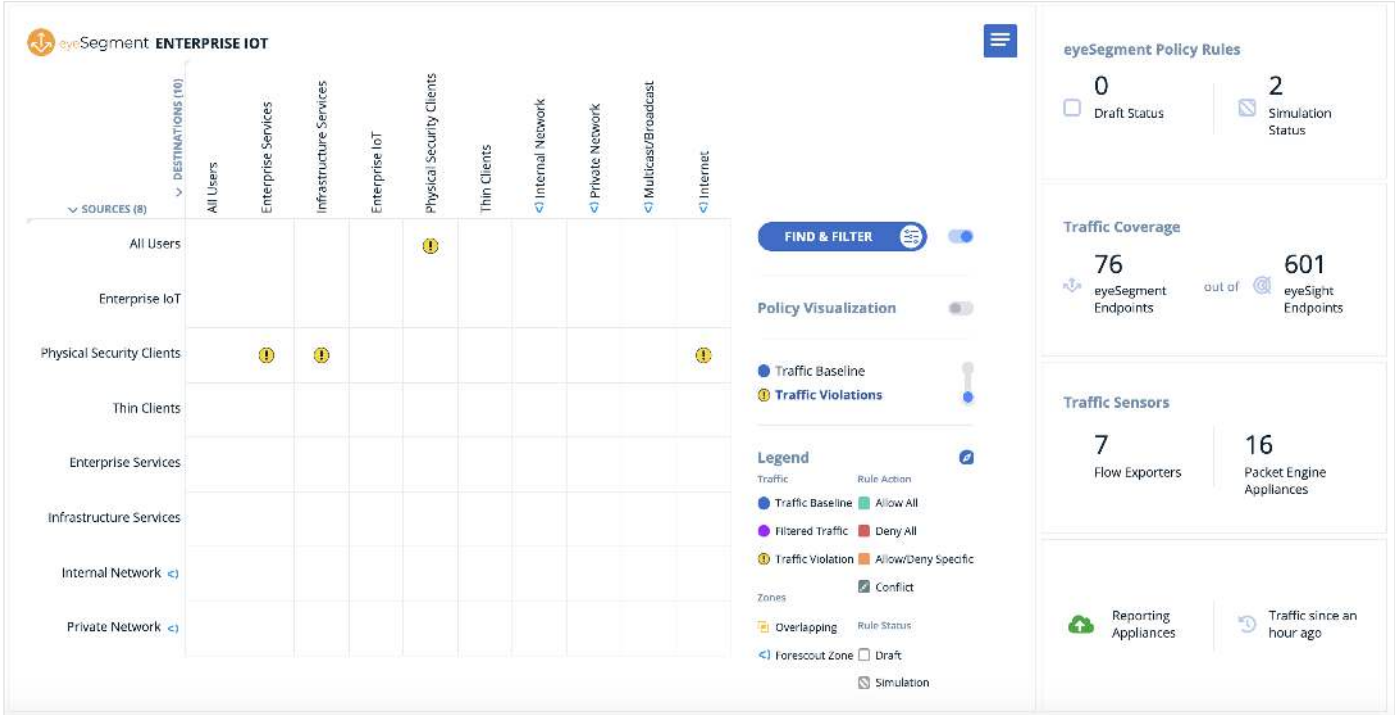 eyeSegment ENTERPRISE IOT
DESTINATIONS (10)
SOURCES (8)
All Users
Enterprise Services
Infrastructure Services
Enterprise IoT
Physical Security Clients
Thin Clients
Internal Network
Private Network
Multicast/Broadcast
Internet
All Users
Enterprise IoT
Physical Security Clients
Thin Clients
Enterprise Services
Infrastructure Services
Internal Network
Private Network
FIND & FILTER
Policy Visualization
Traffic Baseline
Traffic Violations
Legend
Traffic
Traffic Baseline
Filtered Traffic
Traffic Violation
Zones
Overlapping
Forescout Zone
Rule Action
Allow All
Deny All
Allow/Deny Specific
Conflict
Rule Status
Draft
Simulation
eyeSegment Policy Rules
0
Draft Status
2
Simulation
Status
Traffic Coverage
76
eyeSegment
Endpoints
out of
601
eyeSight
Endpoints
Traffic Sensors
7
Flow Exporters
16
Packet Engine
Appliances
Reporting
Appliances
Traffic since an
hour ago